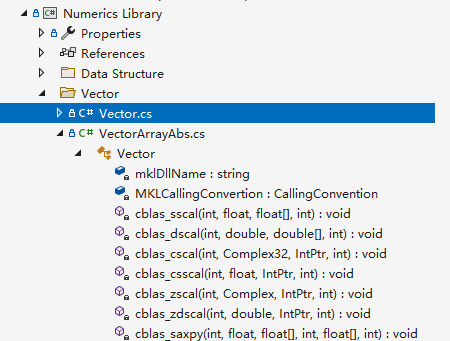 C# Numerics Library
Properties
References
Data Structure
Vector
C# Vector.cs
C# VectorArrayAbs.cs
Vector
mklDllName : string
MKLCallingConvertion : CallingConvention
cblas_sscal(int, float, float[], int) : void
cblas_dscal(int, double, double[], int) : void
cblas_cscal(int, Complex32, IntPtr, int) : void
cblas_csscal(int, float, IntPtr, int) : void
cblas_zscal(int, Complex, IntPtr, int) : void
cblas_zdscal(int, double, IntPtr, int) : void
cblas_saxpy(int, float, float[], int, float[], int) : void